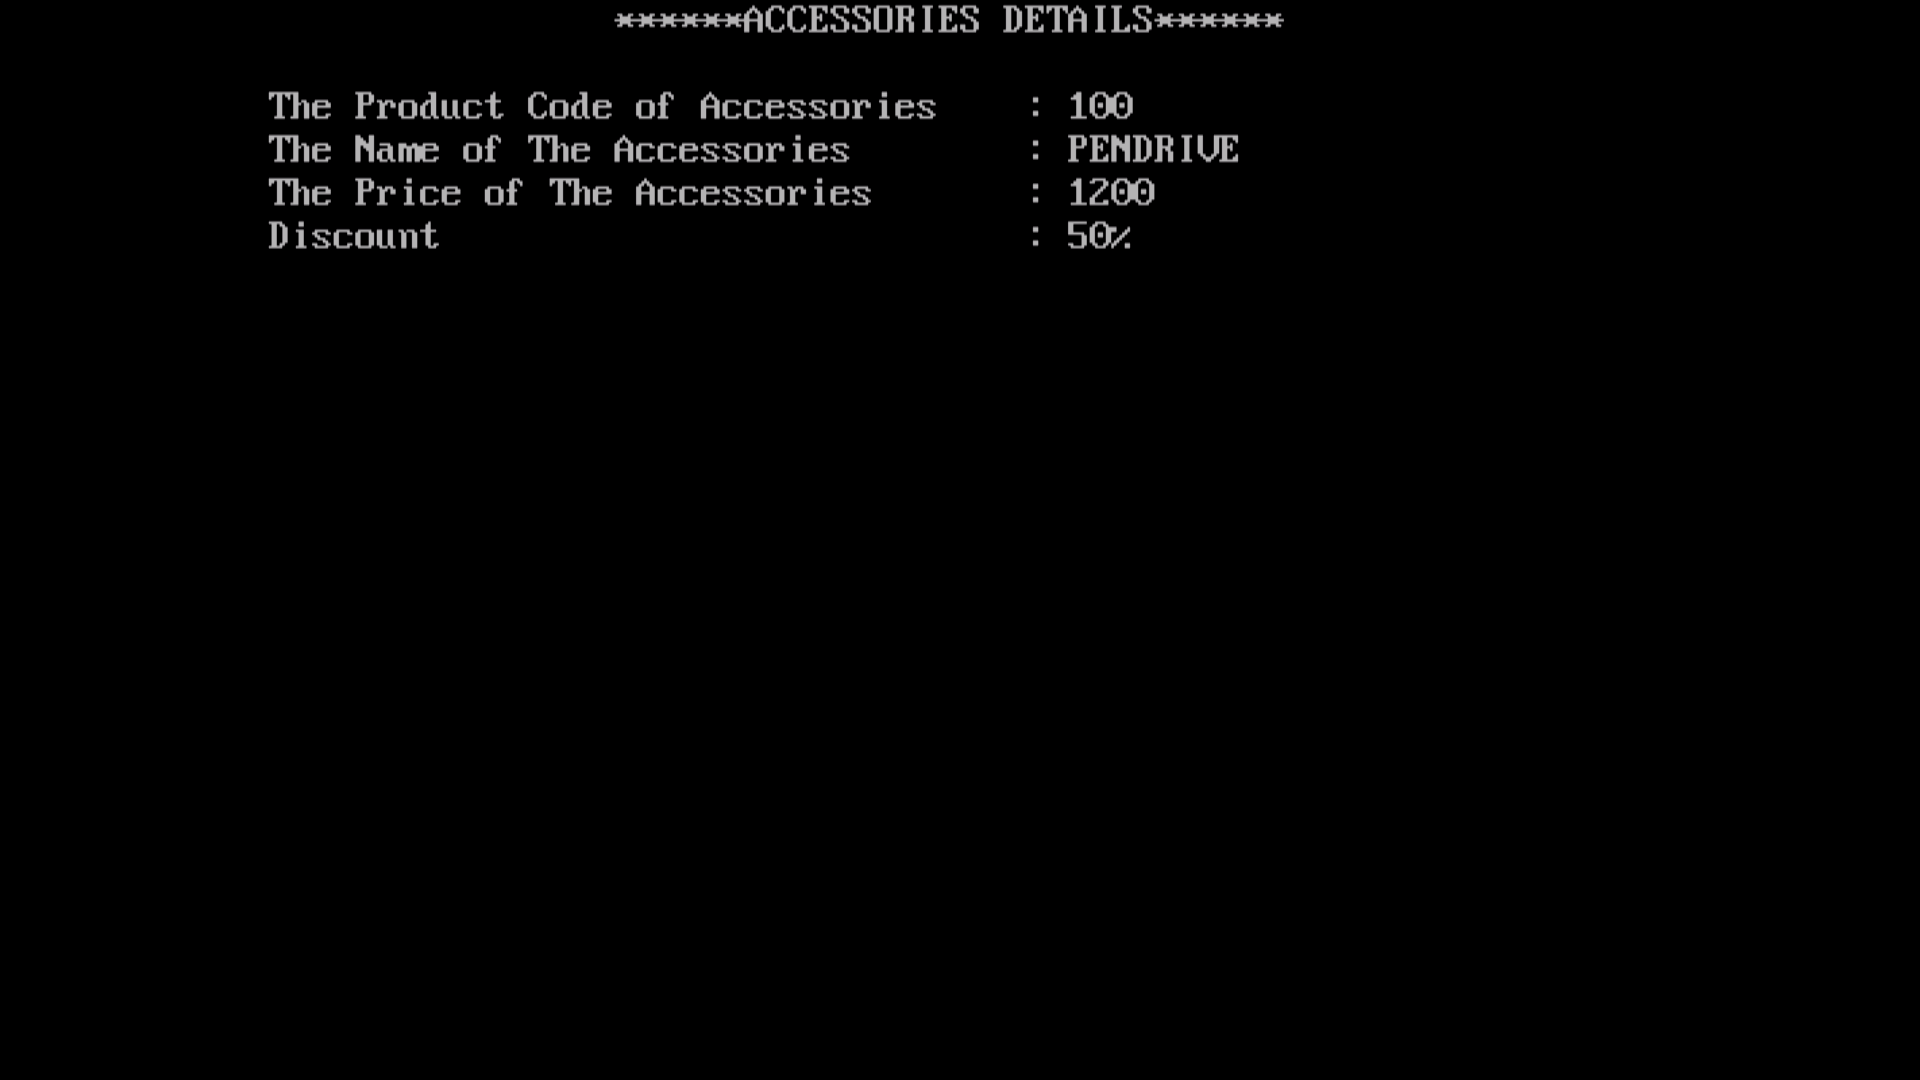 ******ACCESSORIES DETAILS******
The Product Code of Accessories : 100
The Name of The Accessories : PENDRIVE
The Price of The Accessories : 1200
Discount : 50%